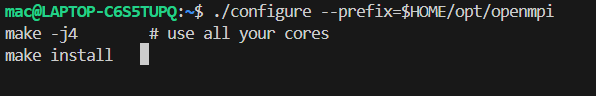 mac@LAPTOP-C6S5TUPQ:~$ ./configure --prefix=$HOME/opt/openmpi
make -j4        # use all your cores
make install